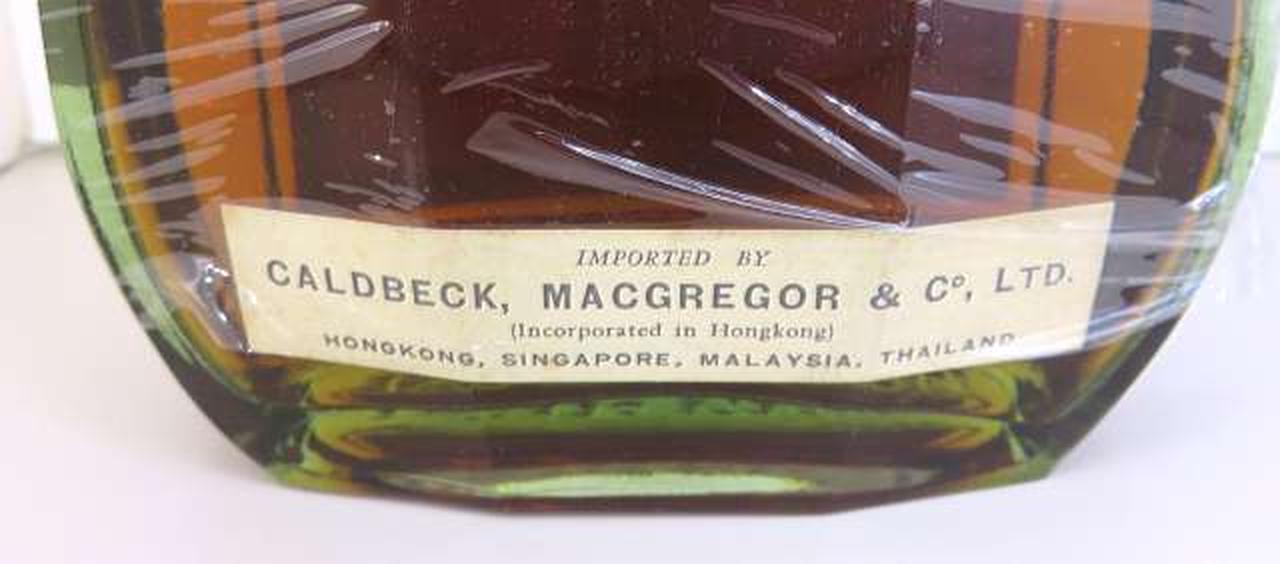 IMPORTED BY
CALDBECK, MACGREGOR & Cº, LTD.
(Incorporated in Hongkong)
HONGKONG, SINGAPORE, MALAYSIA, THAILAND